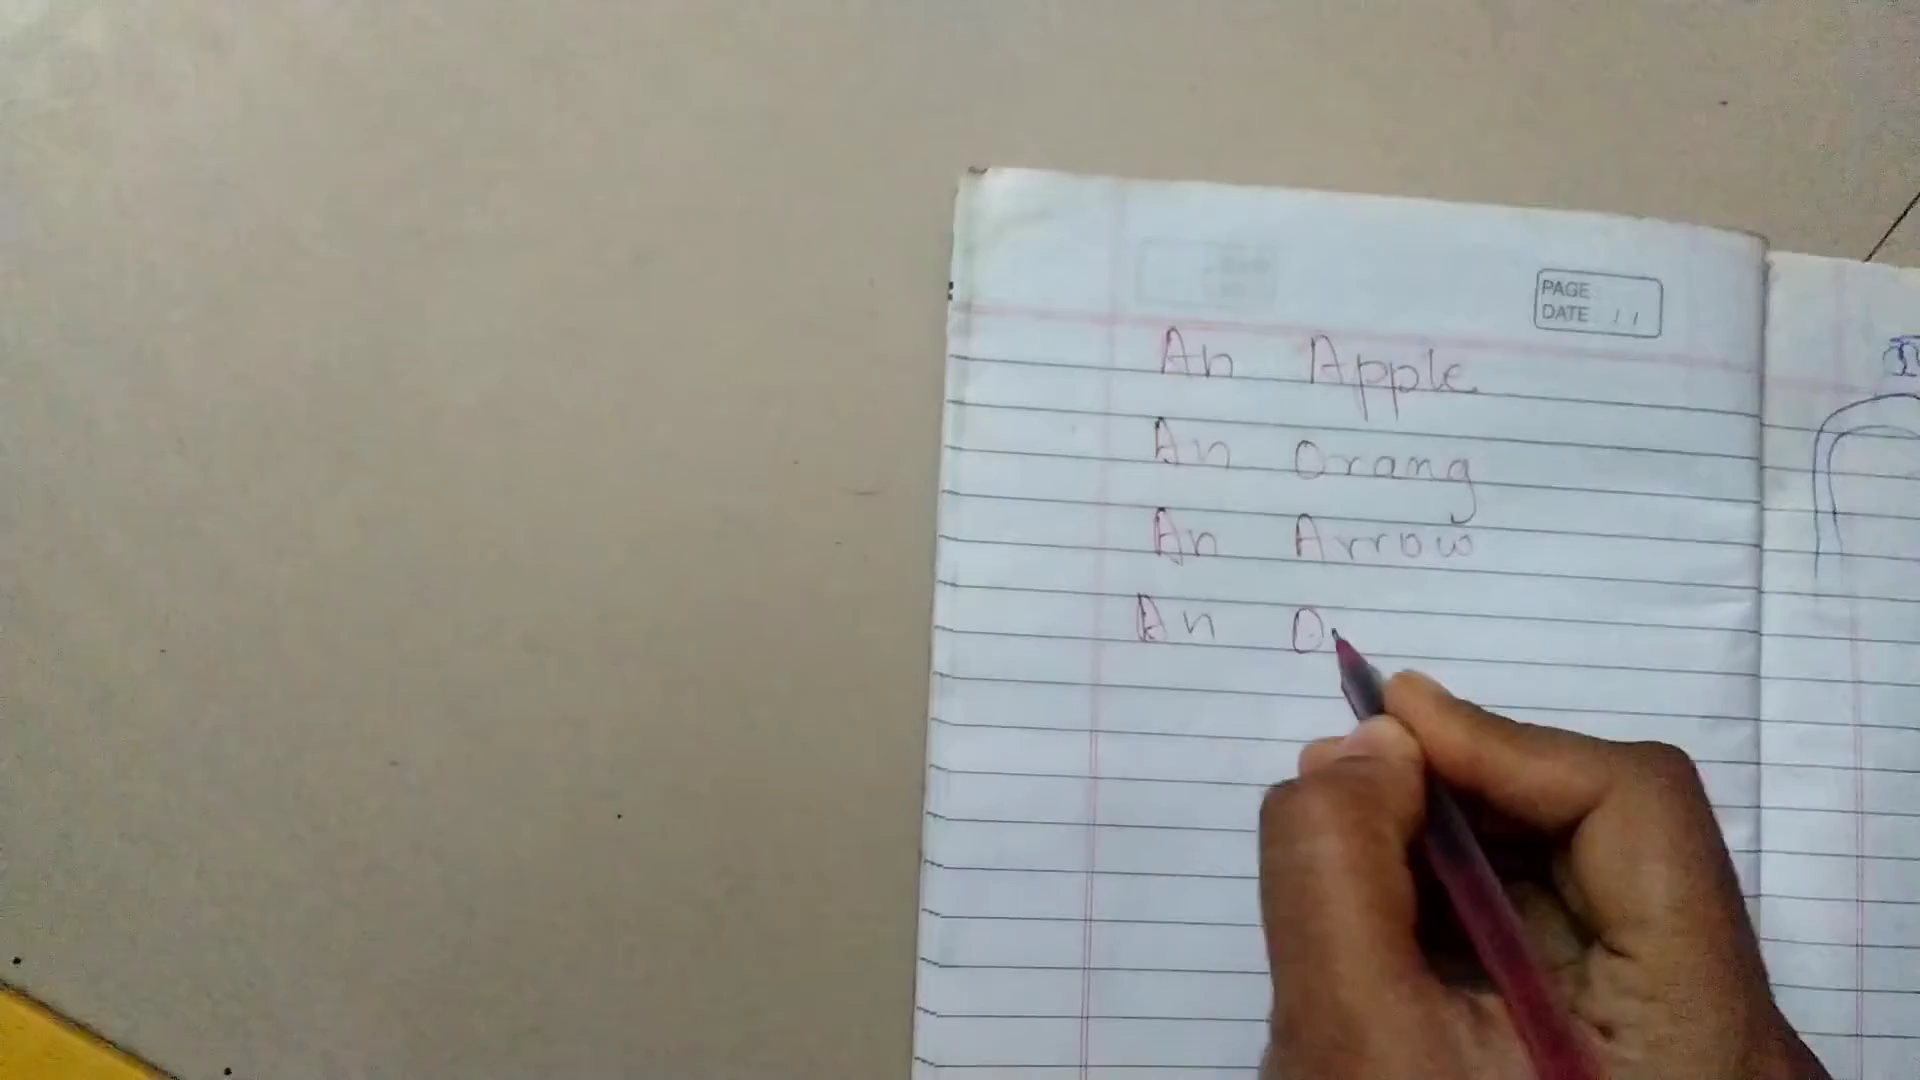 PAGE
DATE / /
An Apple
An Orang
An Arrow
An O